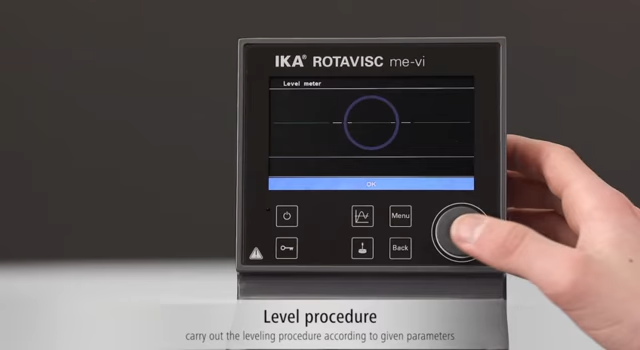 IKA® ROTAVISC me-vi
Level meter
OK
Menu
Back
Level procedure
carry out the leveling procedure according to given parameters